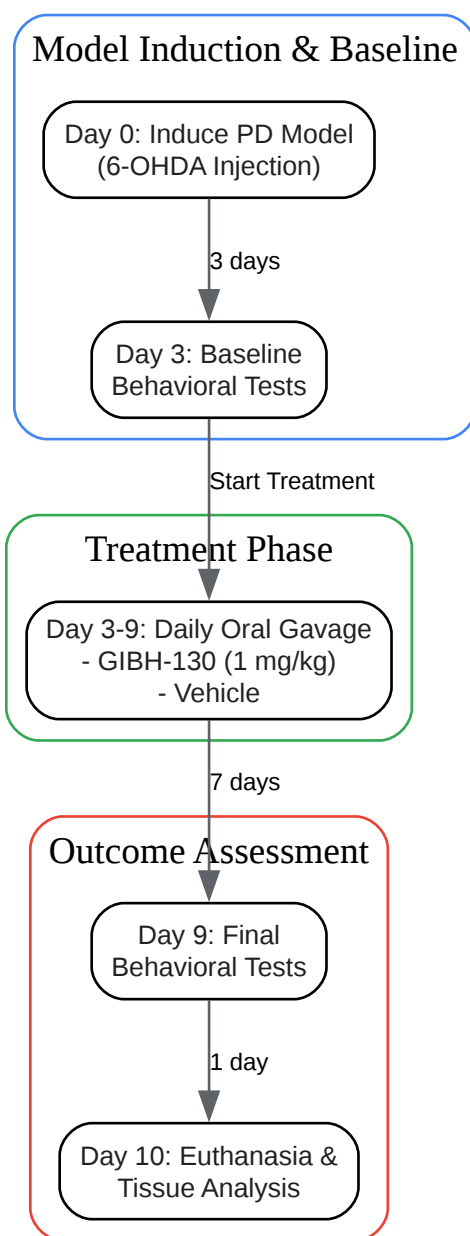 Model Induction & Baseline
Day 0: Induce PD Model
(6-OHDA Injection)
3 days
Day 3: Baseline
Behavioral Tests
Start Treatment
Treatment Phase
Day 3-9: Daily Oral Gavage
- GIBH-130 (1 mg/kg)
- Vehicle
7 days
Outcome Assessment
Day 9: Final
Behavioral Tests
1 day
Day 10: Euthanasia &
Tissue Analysis